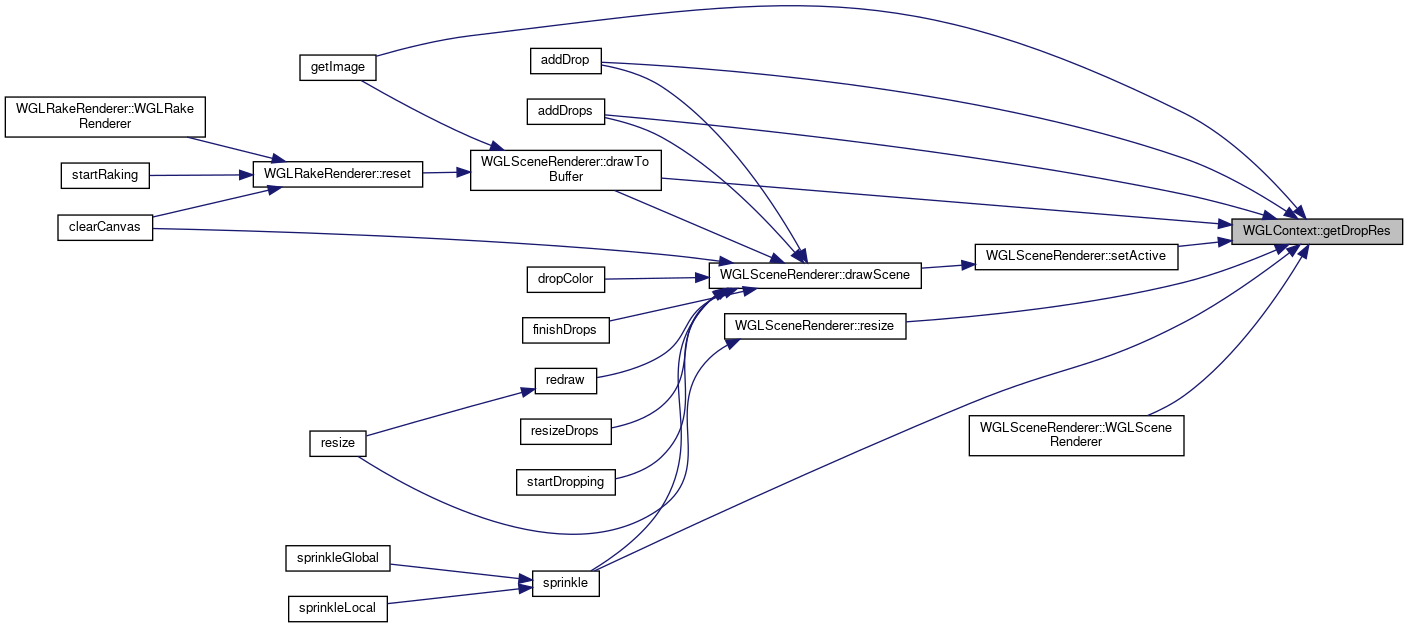 getImage
addDrop
WGLRakeRenderer::WGLRake
Renderer
addDrops
startRaking
WGLRakeRenderer::reset
WGLSceneRenderer::drawTo
Buffer
clearCanvas
WGLContext::getDropRes
WGLSceneRenderer::setActive
dropColor
WGLSceneRenderer::drawScene
finishDrops
WGLSceneRenderer::resize
redraw
resize
resizeDrops
WGLSceneRenderer::WGLScene
Renderer
startDropping
sprinkleGlobal
sprinkle
sprinkleLocal